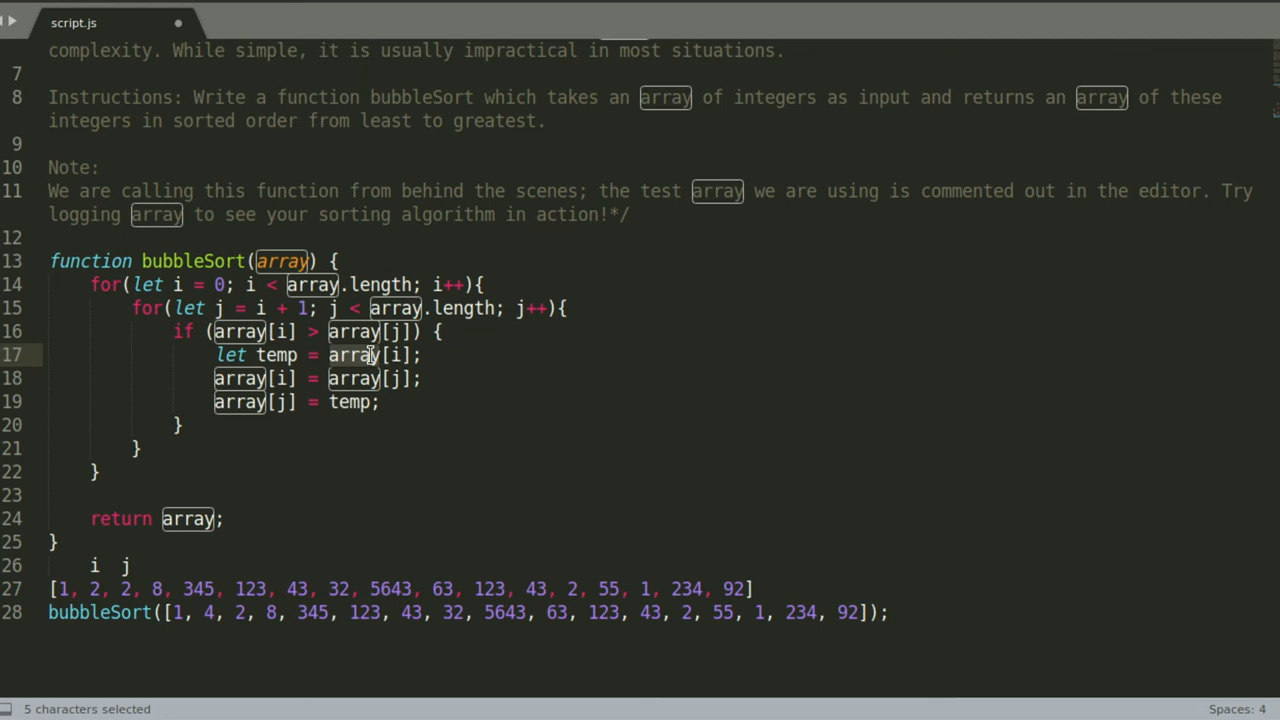 script.js
complexity. While simple, it is usually impractical in most situations.
7
8 Instructions: Write a function bubbleSort which takes an array of integers as input and returns an array of these
integers in sorted order from least to greatest.
9
10 Note:
11 We are calling this function from behind the scenes; the test array we are using is commented out in the editor. Try
logging array to see your sorting algorithm in action!*/
12
13 function bubbleSort(array) {
14 for(let i = 0; i < array.length; i++){
15 for(let j = i + 1; j < array.length; j++){
16 if (array[i] > array[j]) {
17 let temp = array[i];
18 array[i] = array[j];
19 array[j] = temp;
20 }
21 }
22 }
23
24 return array;
25 }
26 i j
27 [1, 2, 2, 8, 345, 123, 43, 32, 5643, 63, 123, 43, 2, 55, 1, 234, 92]
28 bubbleSort([1, 4, 2, 8, 345, 123, 43, 32, 5643, 63, 123, 43, 2, 55, 1, 234, 92]);
5 characters selected
Spaces: 4